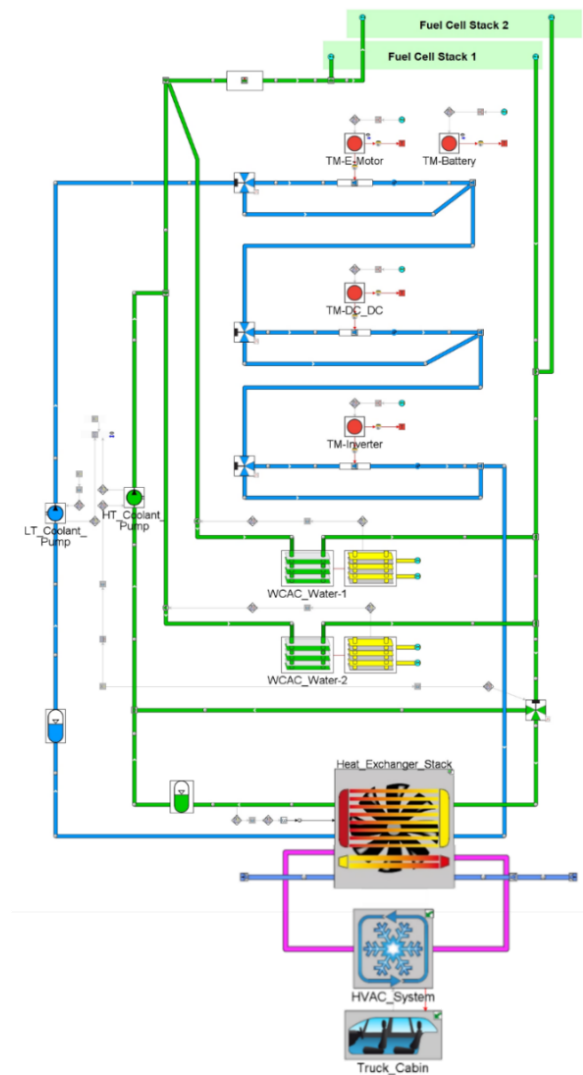 Fuel Cell Stack 2
Fuel Cell Stack 1
TM-E-Motor
TM-Battery
TM-DC_DC
TM-Inverter
LT_Coolant_
Pump
HT_Coolant_
Pump
WCAC_Water-1
WCAC_Water-2
Heat_Exchanger_Stack
HVAC_System
Truck_Cabin